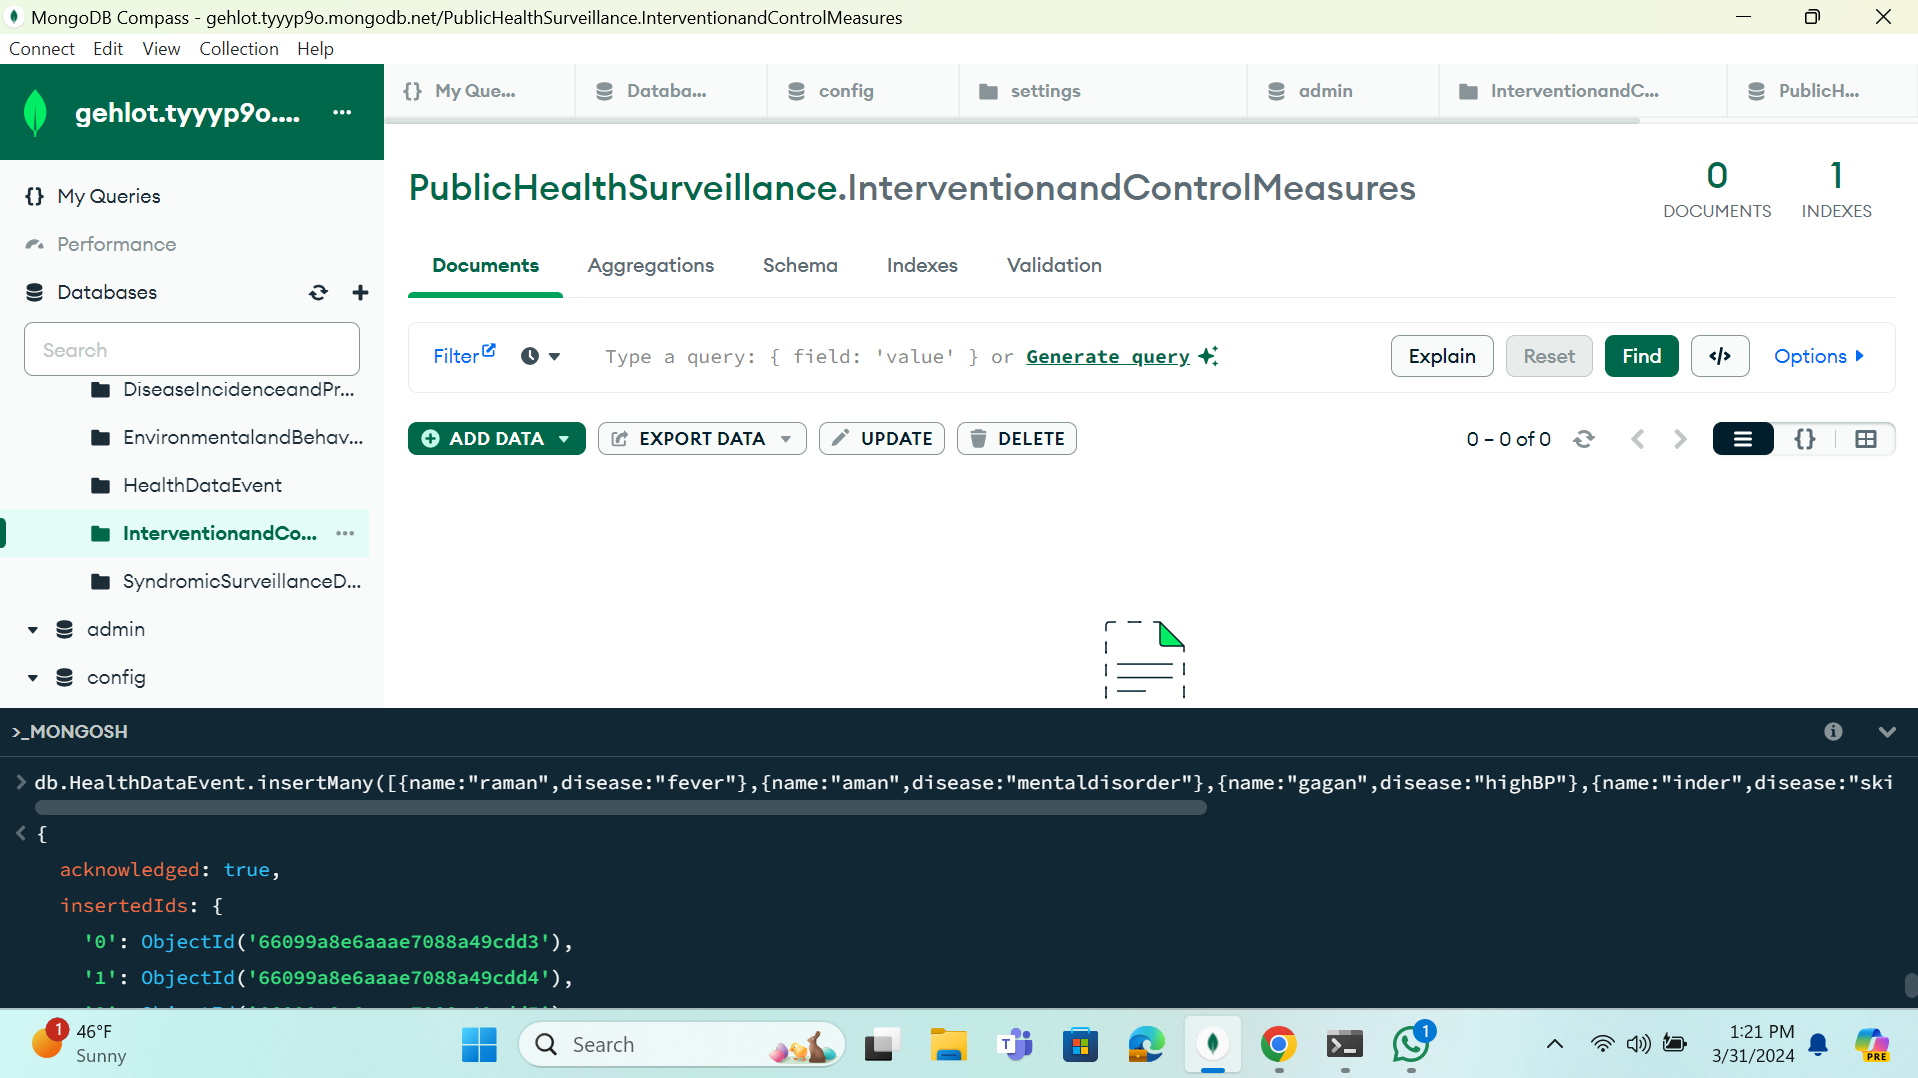 MongoDB Compass - gehlot.tyyyp9o.mongodb.net/PublicHealthSurveillance.InterventionandControlMeasures
Connect Edit View Collection Help
gehlot.tyyyp9o....
{} My Que... Databa... config settings admin InterventionandC... PublicH...
PublicHealthSurveillance.InterventionandControlMeasures
0 DOCUMENTS
1 INDEXES
{} My Queries
Performance
Databases
Search
DiseaseIncidenceandPr...
EnvironmentalandBehav...
HealthDataEvent
InterventionandCo...
SyndromicSurveillanceD...
admin
config
Documents Aggregations Schema Indexes Validation
Filter Type a query: { field: 'value' } or Generate query Explain Reset Find </> Options
ADD DATA EXPORT DATA UPDATE DELETE 0 – 0 of 0 {}
>_MONGOSH
> db.HealthDataEvent.insertMany([{name:"raman",disease:"fever"},{name:"aman",disease:"mentaldisorder"},{name:"gagan",disease:"highBP"},{name:"inder",disease:"ski
< {
acknowledged: true,
insertedIds: {
'0': ObjectId('66099a8e6aaae7088a49cdd3'),
'1': ObjectId('66099a8e6aaae7088a49cdd4'),
1 46°F
Sunny
Search
T
1
1:21 PM
3/31/2024
PRE